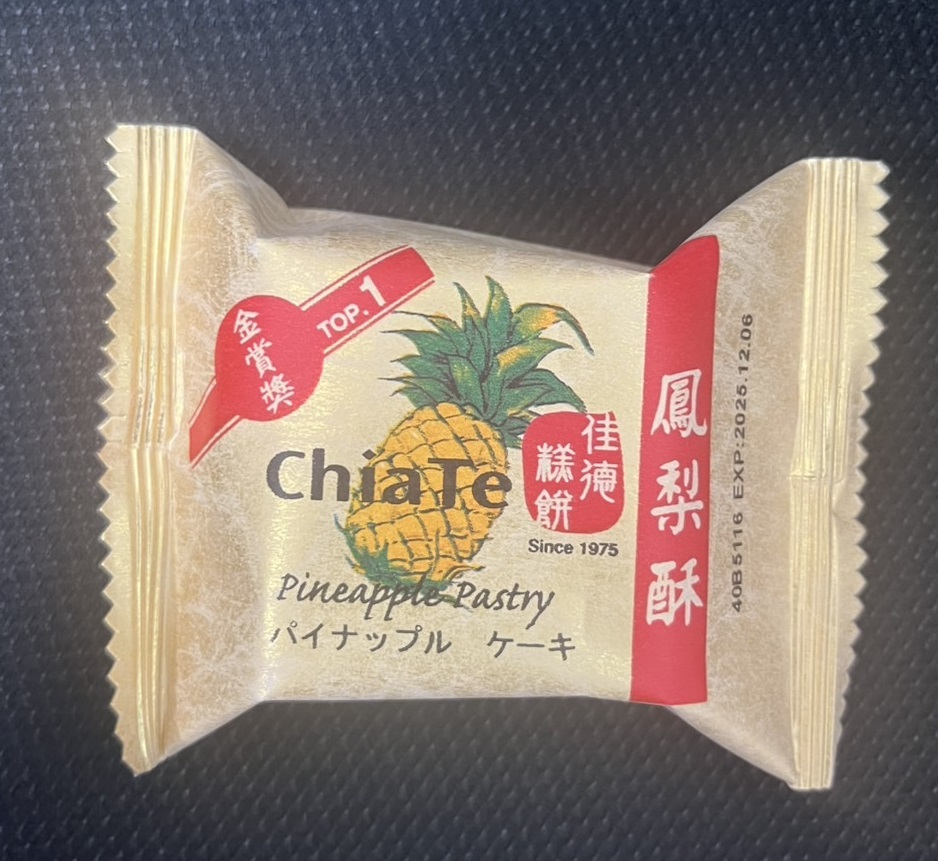 金賞獎
TOP.1
ChiaTe
佳德
糕餅
Since 1975
Pineapple Pastry
パイナップル ケーキ
鳳梨酥
40B5116 EXP:2025.12.06